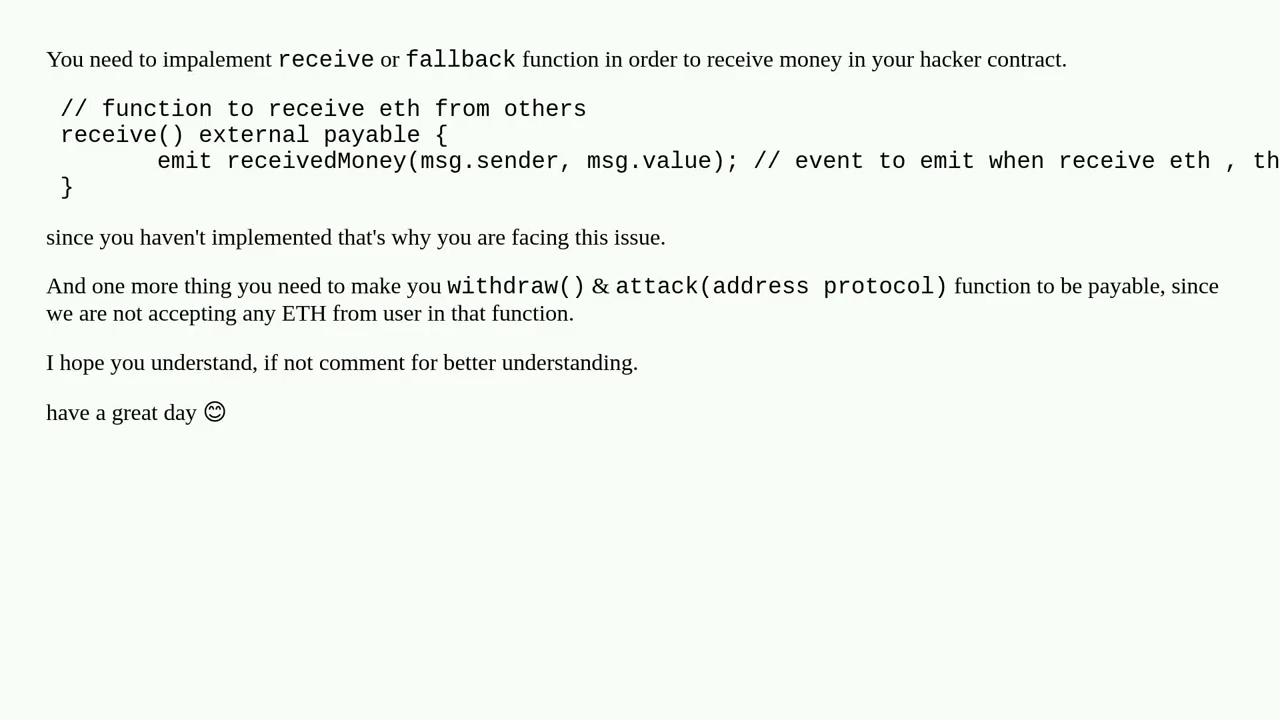 You need to impalement receive or fallback function in order to receive money in your hacker contract.
// function to receive eth from others
receive() external payable {
emit receivedMoney(msg.sender, msg.value); // event to emit when receive eth , th
}
since you haven't implemented that's why you are facing this issue.
And one more thing you need to make you withdraw() & attack(address protocol) function to be payable, since
we are not accepting any ETH from user in that function.
I hope you understand, if not comment for better understanding.
have a great day 😊